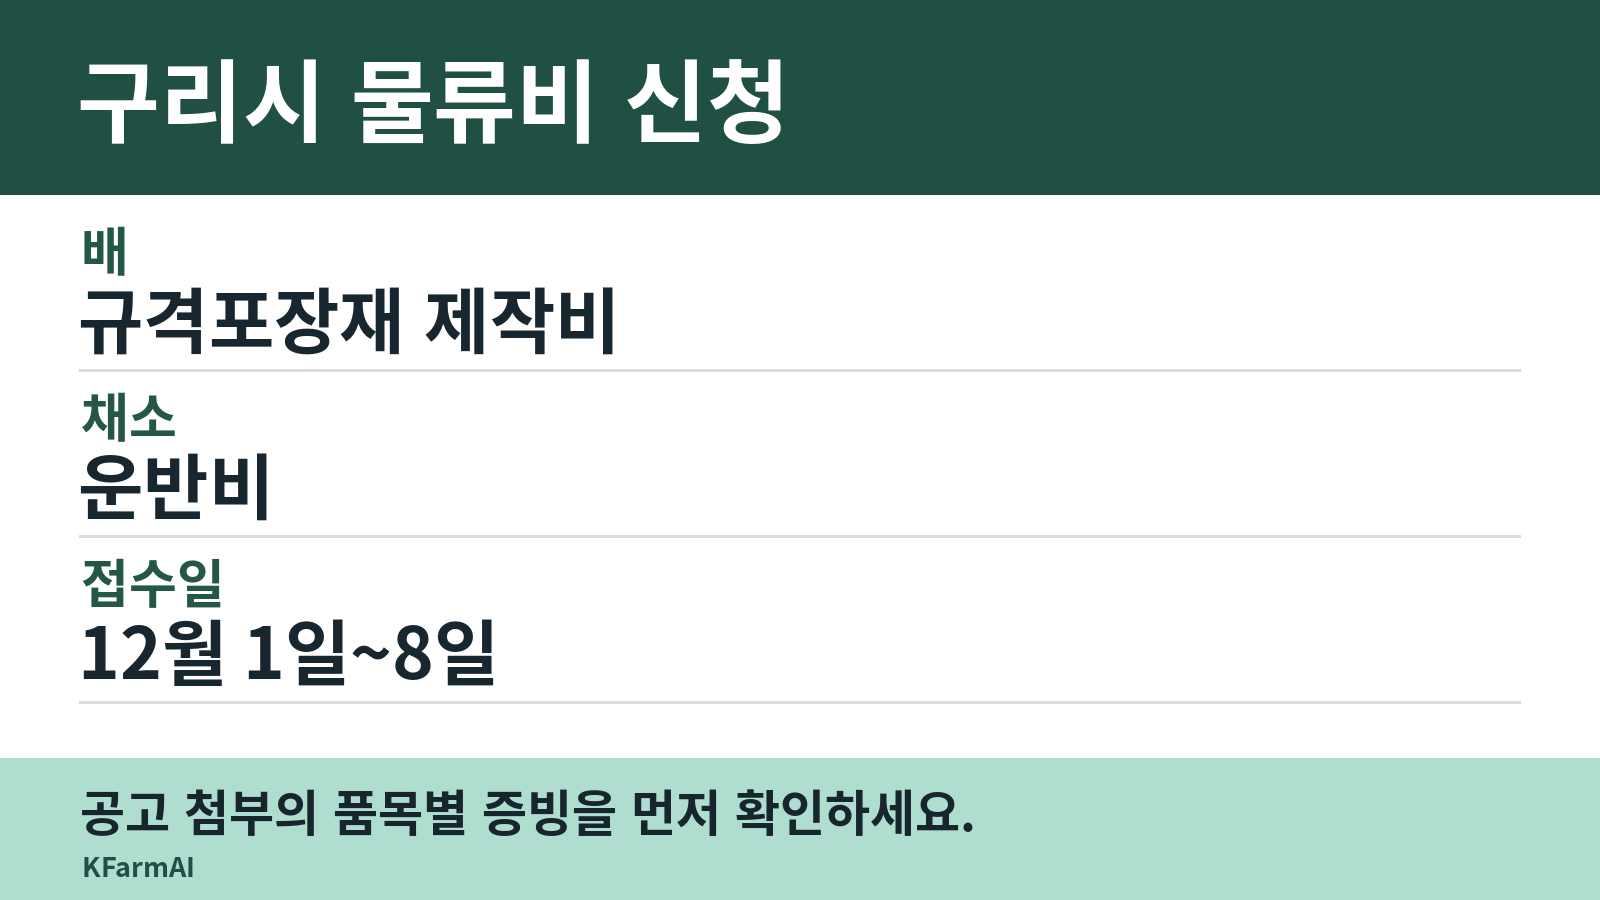 구리시 물류비 신청
배
규격포장재 제작비
채소
운반비
접수일
12월 1일~8일
공고 첨부의 품목별 증빙을 먼저 확인하세요.
KFarmAI